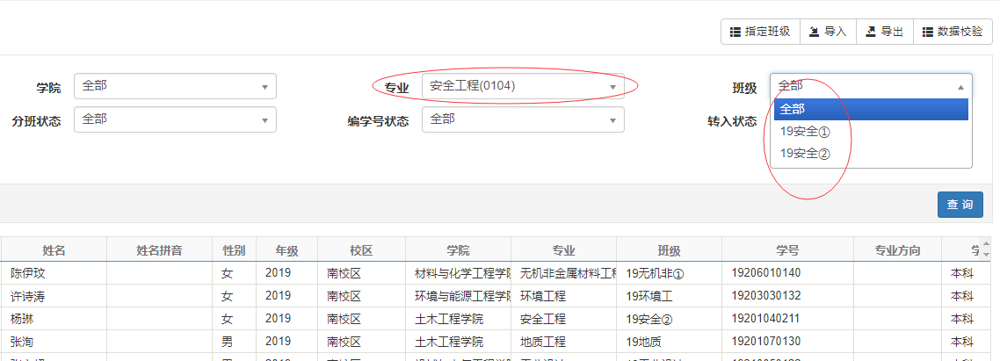 指定班级 导入 导出 数据校验
学院 全部 专业 安全工程(0104) 班级 全部
分班状态 全部 编学号状态 全部 转入状态
全部
19安全①
19安全②
查 询
姓名 姓名拼音 性别 年级 校区 学院 专业 班级 学号 专业方向
陈伊玟 女 2019 南校区 材料与化学工程学 无机非金属材料工 19无机非① 19206010140 本科
许诗涛 女 2019 南校区 环境与能源工程学 环境工程 19环境工 19203030132 本科
杨琳 女 2019 南校区 土木工程学院 安全工程 19安全② 19201040211 本科
张洵 男 2019 南校区 土木工程学院 地质工程 19地质 19201070130 本科